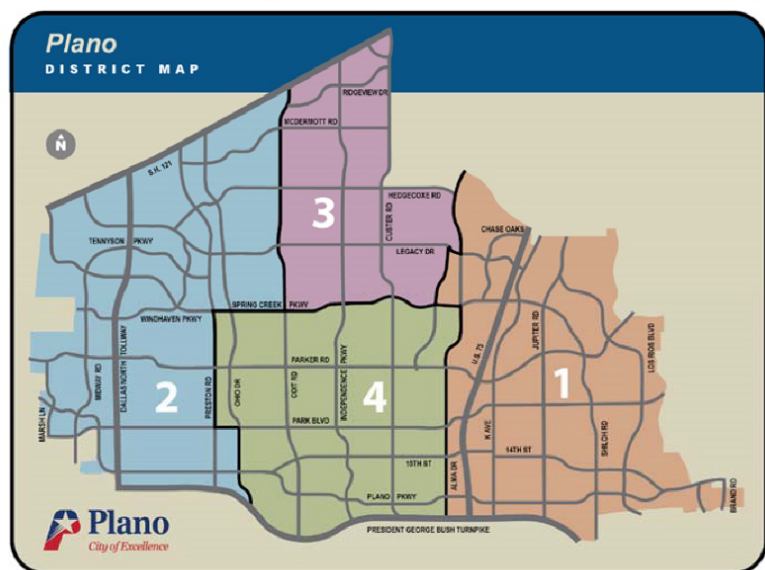 Plano
DISTRICT MAP
N
RIDGEVIEW DR
MCDERMOTT RD
S.H. 121
HEDGECOXE RD
3
CUSTER RD
CHASE OAKS
TENNYSON PKWY
LEGACY DR
SPRING CREEK PKWY
WINDHAVEN PKWY
U.S. 75
JUPITER RD
LOS RIOS BLVD
PARKER RD
INDEPENDENCE PKWY
DALLAS NORTH TOLLWAY
MIDWAY RD
PRESTON RD
OHIO DR
COIT RD
2
4
1
MARSH LN
PARK BLVD
K AVE
SHILOH RD
15TH ST
14TH ST
ALMA DR
PLANO PKWY
BRAND RD
PRESIDENT GEORGE BUSH TURNPIKE
Plano
City of Excellence